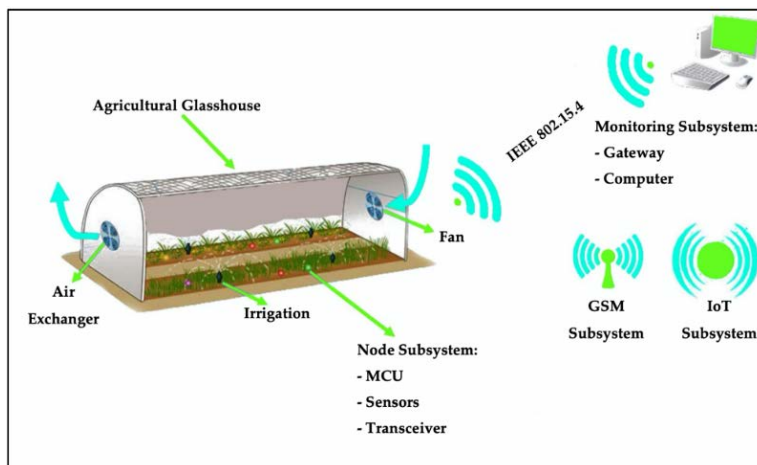 Agricultural Glasshouse
IEEE 802.15.4
Monitoring Subsystem:
- Gateway
- Computer
Fan
Air
Exchanger
Irrigation
GSM
Subsystem
IoT
Subsystem
Node Subsystem:
- MCU
- Sensors
- Transceiver